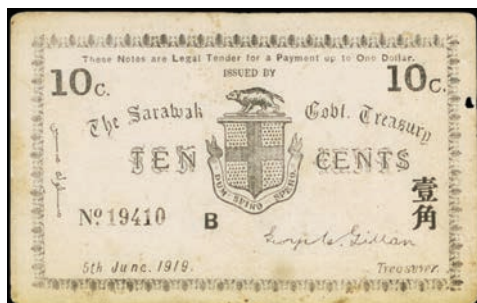 These Notes are Legal Tender for a Payment up to One Dollar.
10c. ISSUED BY 10c.
The Sarawak Govt. Treasury
TEN CENTS
DUM SPIRO SPERO
壹角
No 19410 B
5th June. 1919. Treasurer.